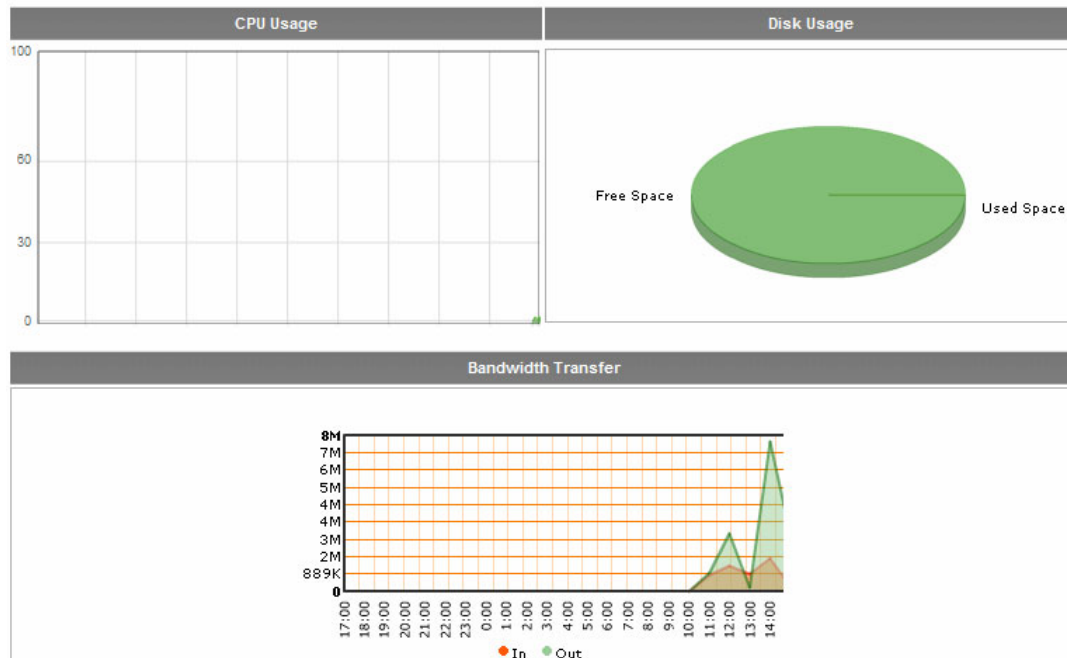 CPU Usage
Disk Usage
100
60
30
0
Free Space
Used Space
Bandwidth Transfer
8M
7M
6M
5M
4M
4M
3M
2M
889K
0
17:00 18:00 19:00 20:00 21:00 22:00 23:00 0:00 1:00 2:00 3:00 4:00 5:00 6:00 7:00 8:00 9:00 10:00 11:00 12:00 13:00 14:00
In Out